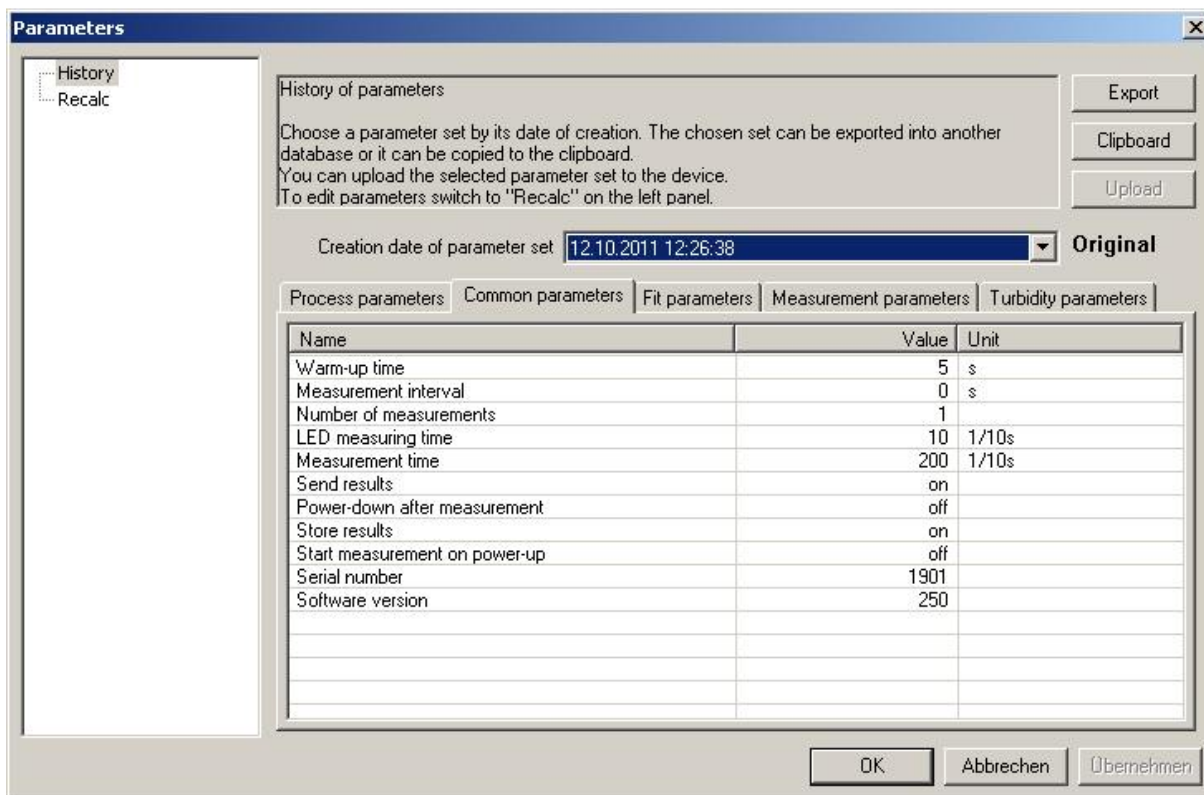 Parameters
History
Recalc
History of parameters
Choose a parameter set by its date of creation. The chosen set can be exported into another
database or it can be copied to the clipboard.
You can upload the selected parameter set to the device.
To edit parameters switch to "Recalc" on the left panel.
Export
Clipboard
Upload
Creation date of parameter set 12.10.2011 12:26:38 Original
Process parameters Common parameters Fit parameters Measurement parameters Turbidity parameters
Name Value Unit
Warm-up time 5 s
Measurement interval 0 s
Number of measurements 1
LED measuring time 10 1/10s
Measurement time 200 1/10s
Send results on
Power-down after measurement off
Store results on
Start measurement on power-up off
Serial number 1901
Software version 250
OK Abbrechen Übernehmen